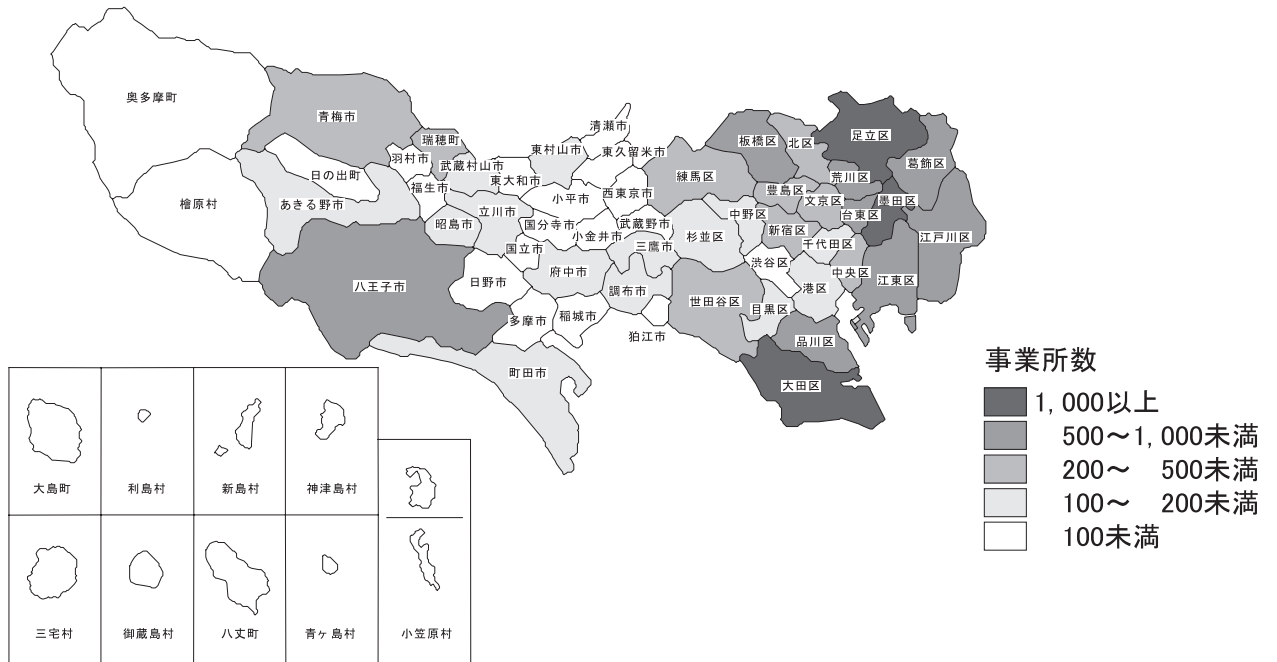 奥多摩町
檜原村
青梅市
日の出町
あきる野市
八王子市
瑞穂町
羽村市
武蔵村山市
福生市
昭島市
立川市
東大和市
東村山市
清瀬市
東久留米市
小平市
西東京市
国分寺市
国立市
小金井市
武蔵野市
三鷹市
府中市
調布市
日野市
多摩市
稲城市
狛江市
町田市
練馬区
板橋区
北区
足立区
葛飾区
荒川区
豊島区
文京区
台東区
墨田区
江戸川区
中野区
杉並区
新宿区
千代田区
渋谷区
中央区
江東区
港区
世田谷区
目黒区
品川区
大田区
事業所数
1,000以上
500～1,000未満
200～ 500未満
100～ 200未満
100未満
大島町
利島村
新島村
神津島村
三宅村
御蔵島村
八丈町
青ヶ島村
小笠原村